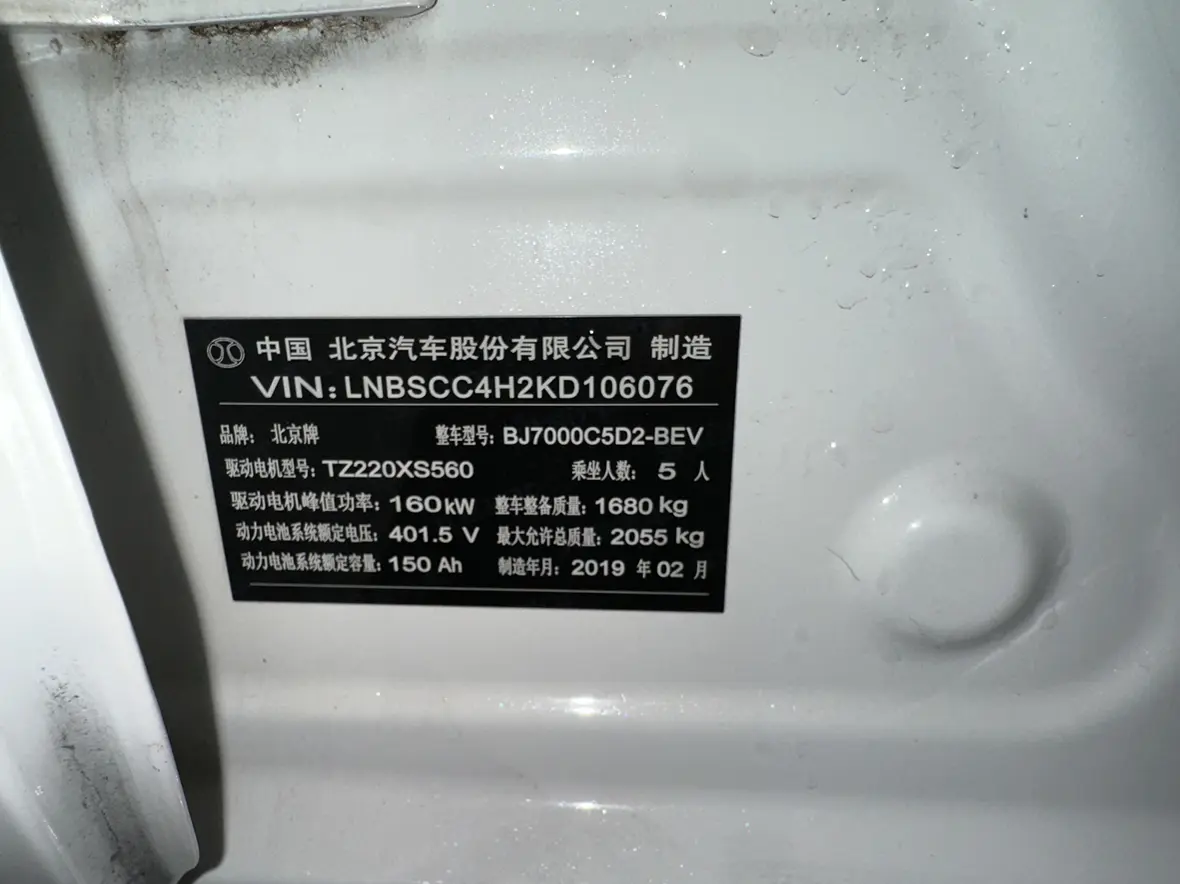 中国 北京汽车股份有限公司 制造
VIN: LNBSCC4H2KD106076
品牌: 北京牌 整车型号: BJ7000C5D2-BEV
驱动电机型号: TZ220XS560 乘坐人数: 5 人
驱动电机峰值功率: 160kW 整车整备质量: 1680 kg
动力电池系统额定电压: 401.5 V 最大允许总质量: 2055 kg
动力电池系统额定容量: 150 Ah 制造年月: 2019 年 02 月